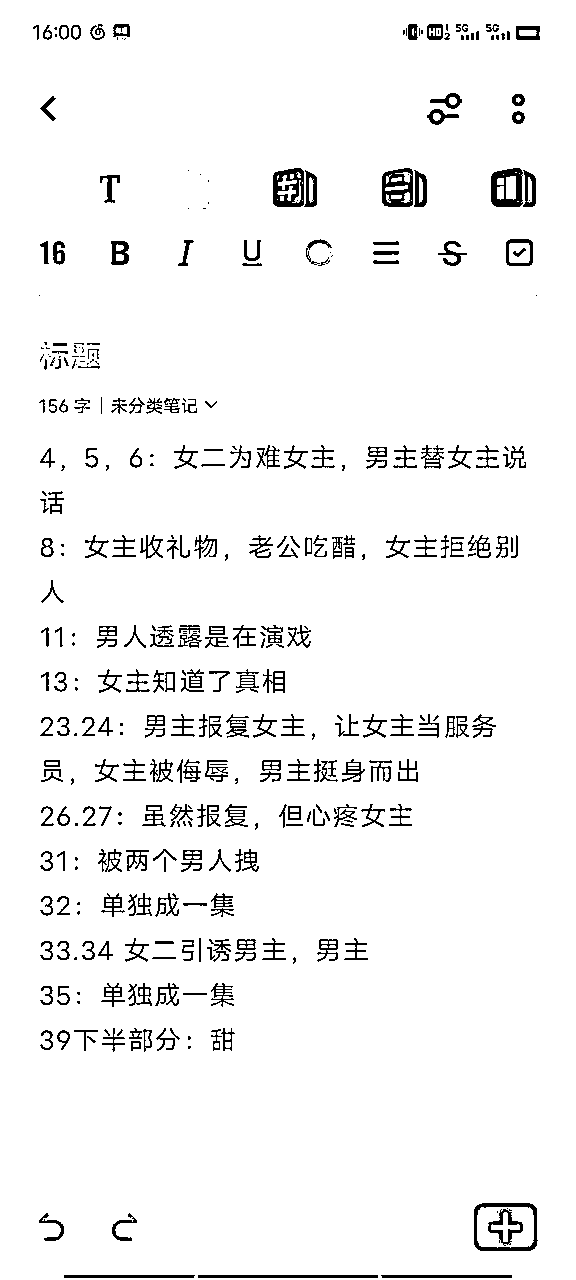 16:00
HD 1 2 5G 5G
T
16 B I U S
标题
156 字 | 未分类笔记
4，5，6：女二为难女主，男主替女主说
话
8：女主收礼物，老公吃醋，女主拒绝别
人
11：男人透露是在演戏
13：女主知道了真相
23.24：男主报复女主，让女主当服务
员，女主被侮辱，男主挺身而出
26.27：虽然报复，但心疼女主
31：被两个男人拽
32：单独成一集
33.34 女二引诱男主，男主
35：单独成一集
39下半部分：甜